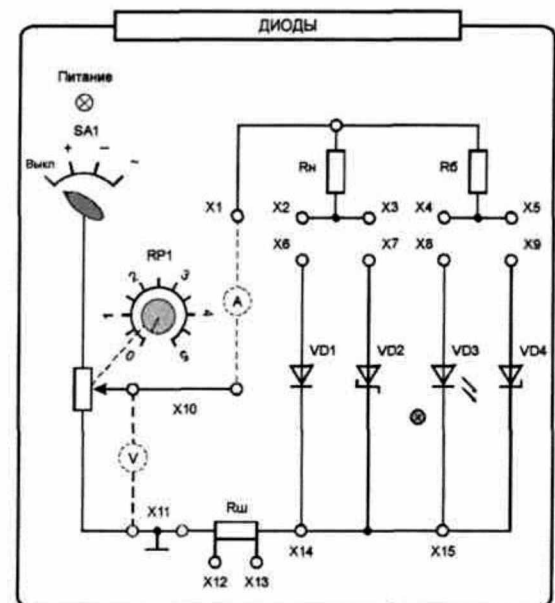 ДИОДЫ
Питание
SA1
Выкл + − ~
Rн Rб
X1 X2 X3 X4 X5
X6 X7 X8 X9
RP1
0 1 2 3 4 5
A
VD1 VD2 VD3 VD4
X10
V
X11 Rш
X12 X13 X14 X15